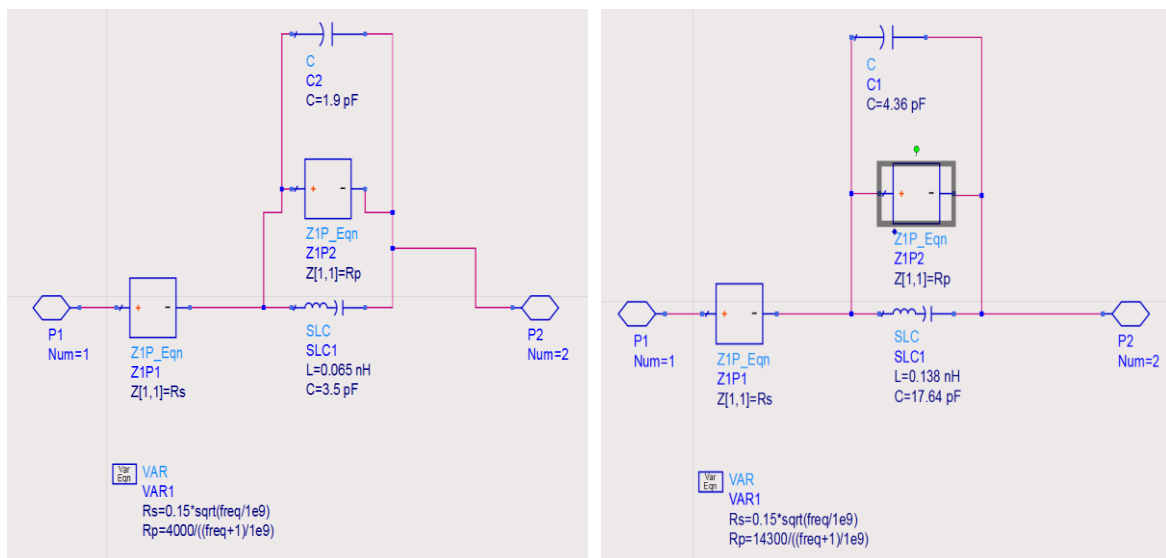 C
C2
C=1.9 pF
+ -
Z1P_Eqn
Z1P2
Z[1,1]=Rp
+ -
P1
Num=1
Z1P_Eqn
Z1P1
Z[1,1]=Rs
SLC
SLC1
L=0.065 nH
C=3.5 pF
P2
Num=2
Var
Eqn
VAR
VAR1
Rs=0.15*sqrt(freq/1e9)
Rp=4000/((freq+1)/1e9)
C
C1
C=4.36 pF
+ -
Z1P_Eqn
Z1P2
Z[1,1]=Rp
+ -
P1
Num=1
Z1P_Eqn
Z1P1
Z[1,1]=Rs
SLC
SLC1
L=0.138 nH
C=17.64 pF
P2
Num=2
Var
Eqn
VAR
VAR1
Rs=0.15*sqrt(freq/1e9)
Rp=14300/((freq+1)/1e9)